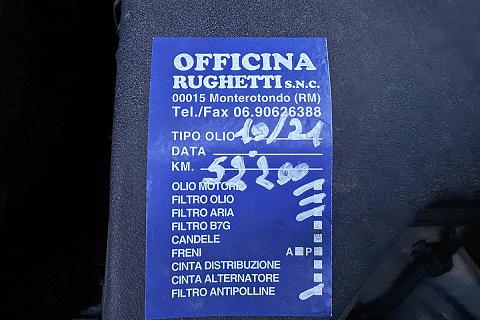 OFFICINA
RUGHETTI S.N.C.
00015 Monterotondo (RM)
Tel./Fax 06.90626388
TIPO OLIO 10/21
DATA
KM. 52200
OLIO MOTORE
FILTRO OLIO
FILTRO ARIA
FILTRO B7G
CANDELE
FRENI A P
CINTA DISTRIBUZIONE
CINTA ALTERNATORE
FILTRO ANTIPOLLINE